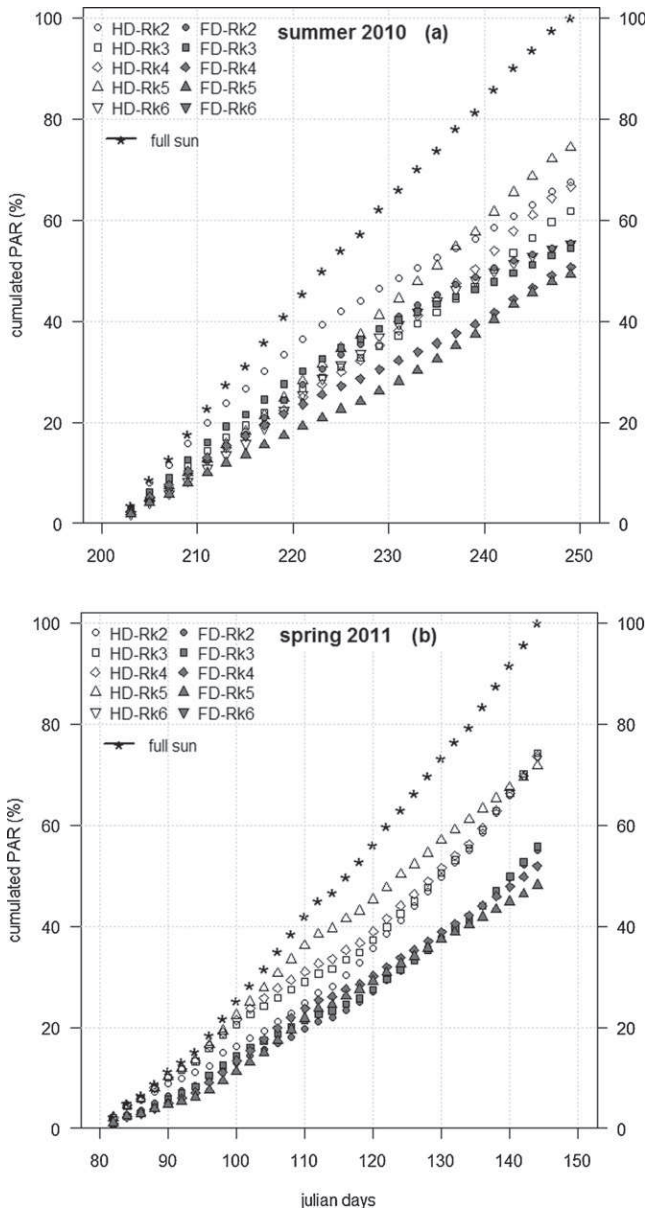 100 100
summer 2010 (a)
HD-Rk2 FD-Rk2
HD-Rk3 FD-Rk3
HD-Rk4 FD-Rk4
HD-Rk5 FD-Rk5
HD-Rk6 FD-Rk6
full sun
80 80
60 60
cumulated PAR (%)
40 40
20 20
0 0
200 210 220 230 240 250
100 100
spring 2011 (b)
HD-Rk2 FD-Rk2
HD-Rk3 FD-Rk3
HD-Rk4 FD-Rk4
HD-Rk5 FD-Rk5
HD-Rk6 FD-Rk6
full sun
80 80
60 60
cumulated PAR (%)
40 40
20 20
0 0
80 90 100 110 120 130 140 150
julian days